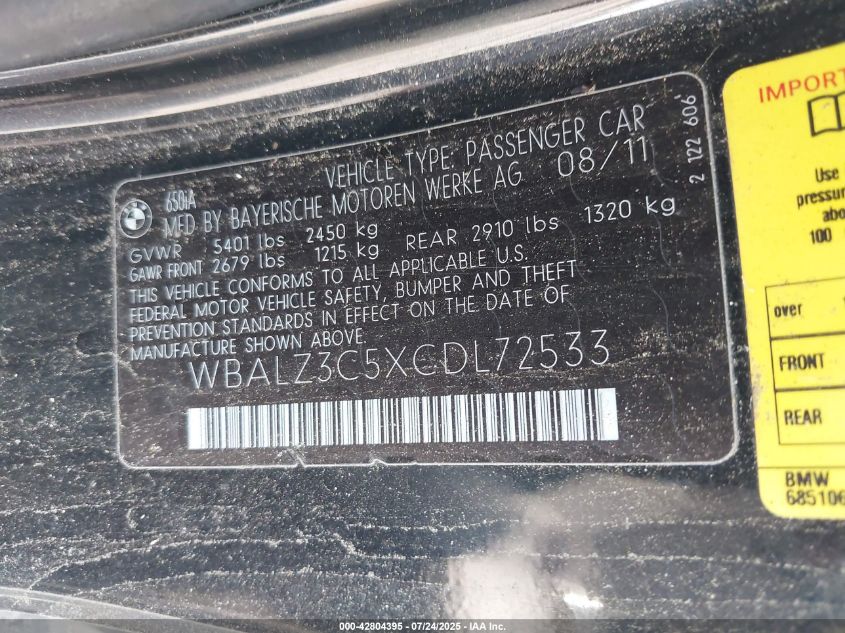 650iA
VEHICLE TYPE: PASSENGER CAR
MFD BY BAYERISCHE MOTOREN WERKE AG 08/11
GVWR 5401 lbs 2450 kg
GAWR FRONT 2679 lbs 1215 kg REAR 2910 lbs 1320 kg
THIS VEHICLE CONFORMS TO ALL APPLICABLE U.S.
FEDERAL MOTOR VEHICLE SAFETY, BUMPER AND THEFT
PREVENTION STANDARDS IN EFFECT ON THE DATE OF
MANUFACTURE SHOWN ABOVE.
WBALZ3C5XCDL72533
2 122 606
IMPORT
Use
pressu
abo
100
over
REAR
BMW
685106
000-42804395 - 07/24/2025 - IAA Inc.